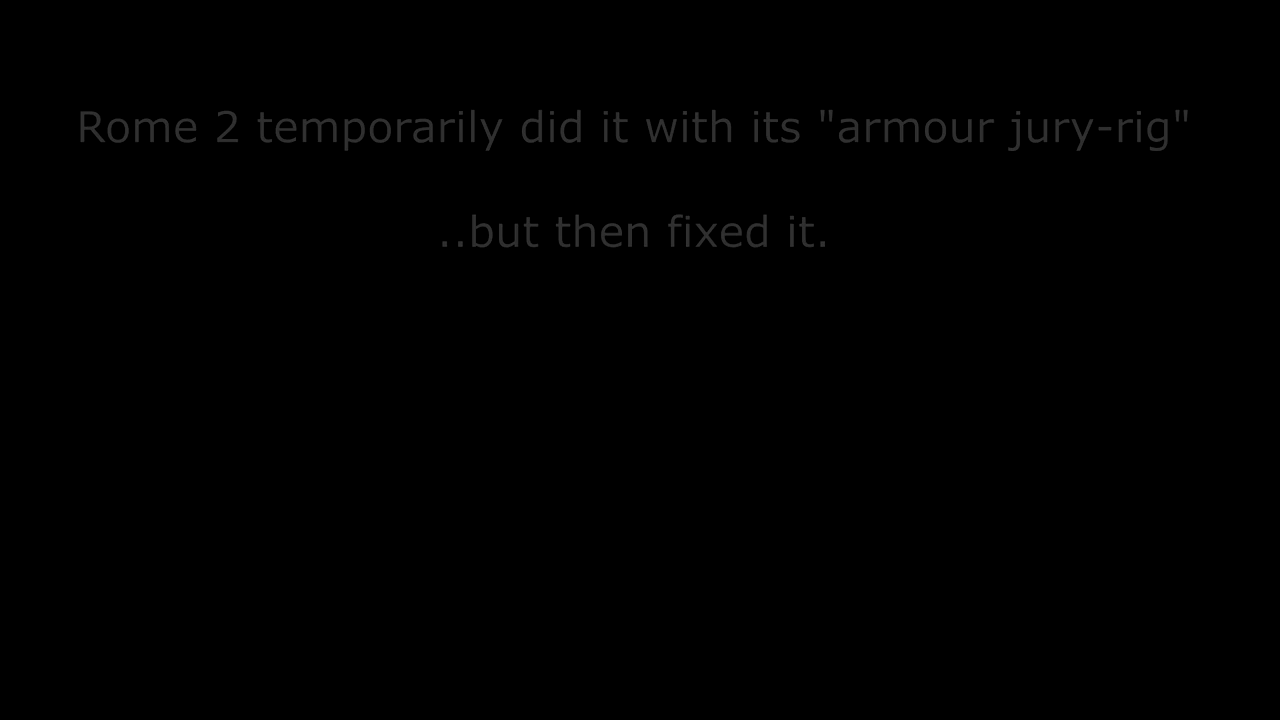 Rome 2 temporarily did it with its "armour jury-rig"
..but then fixed it.